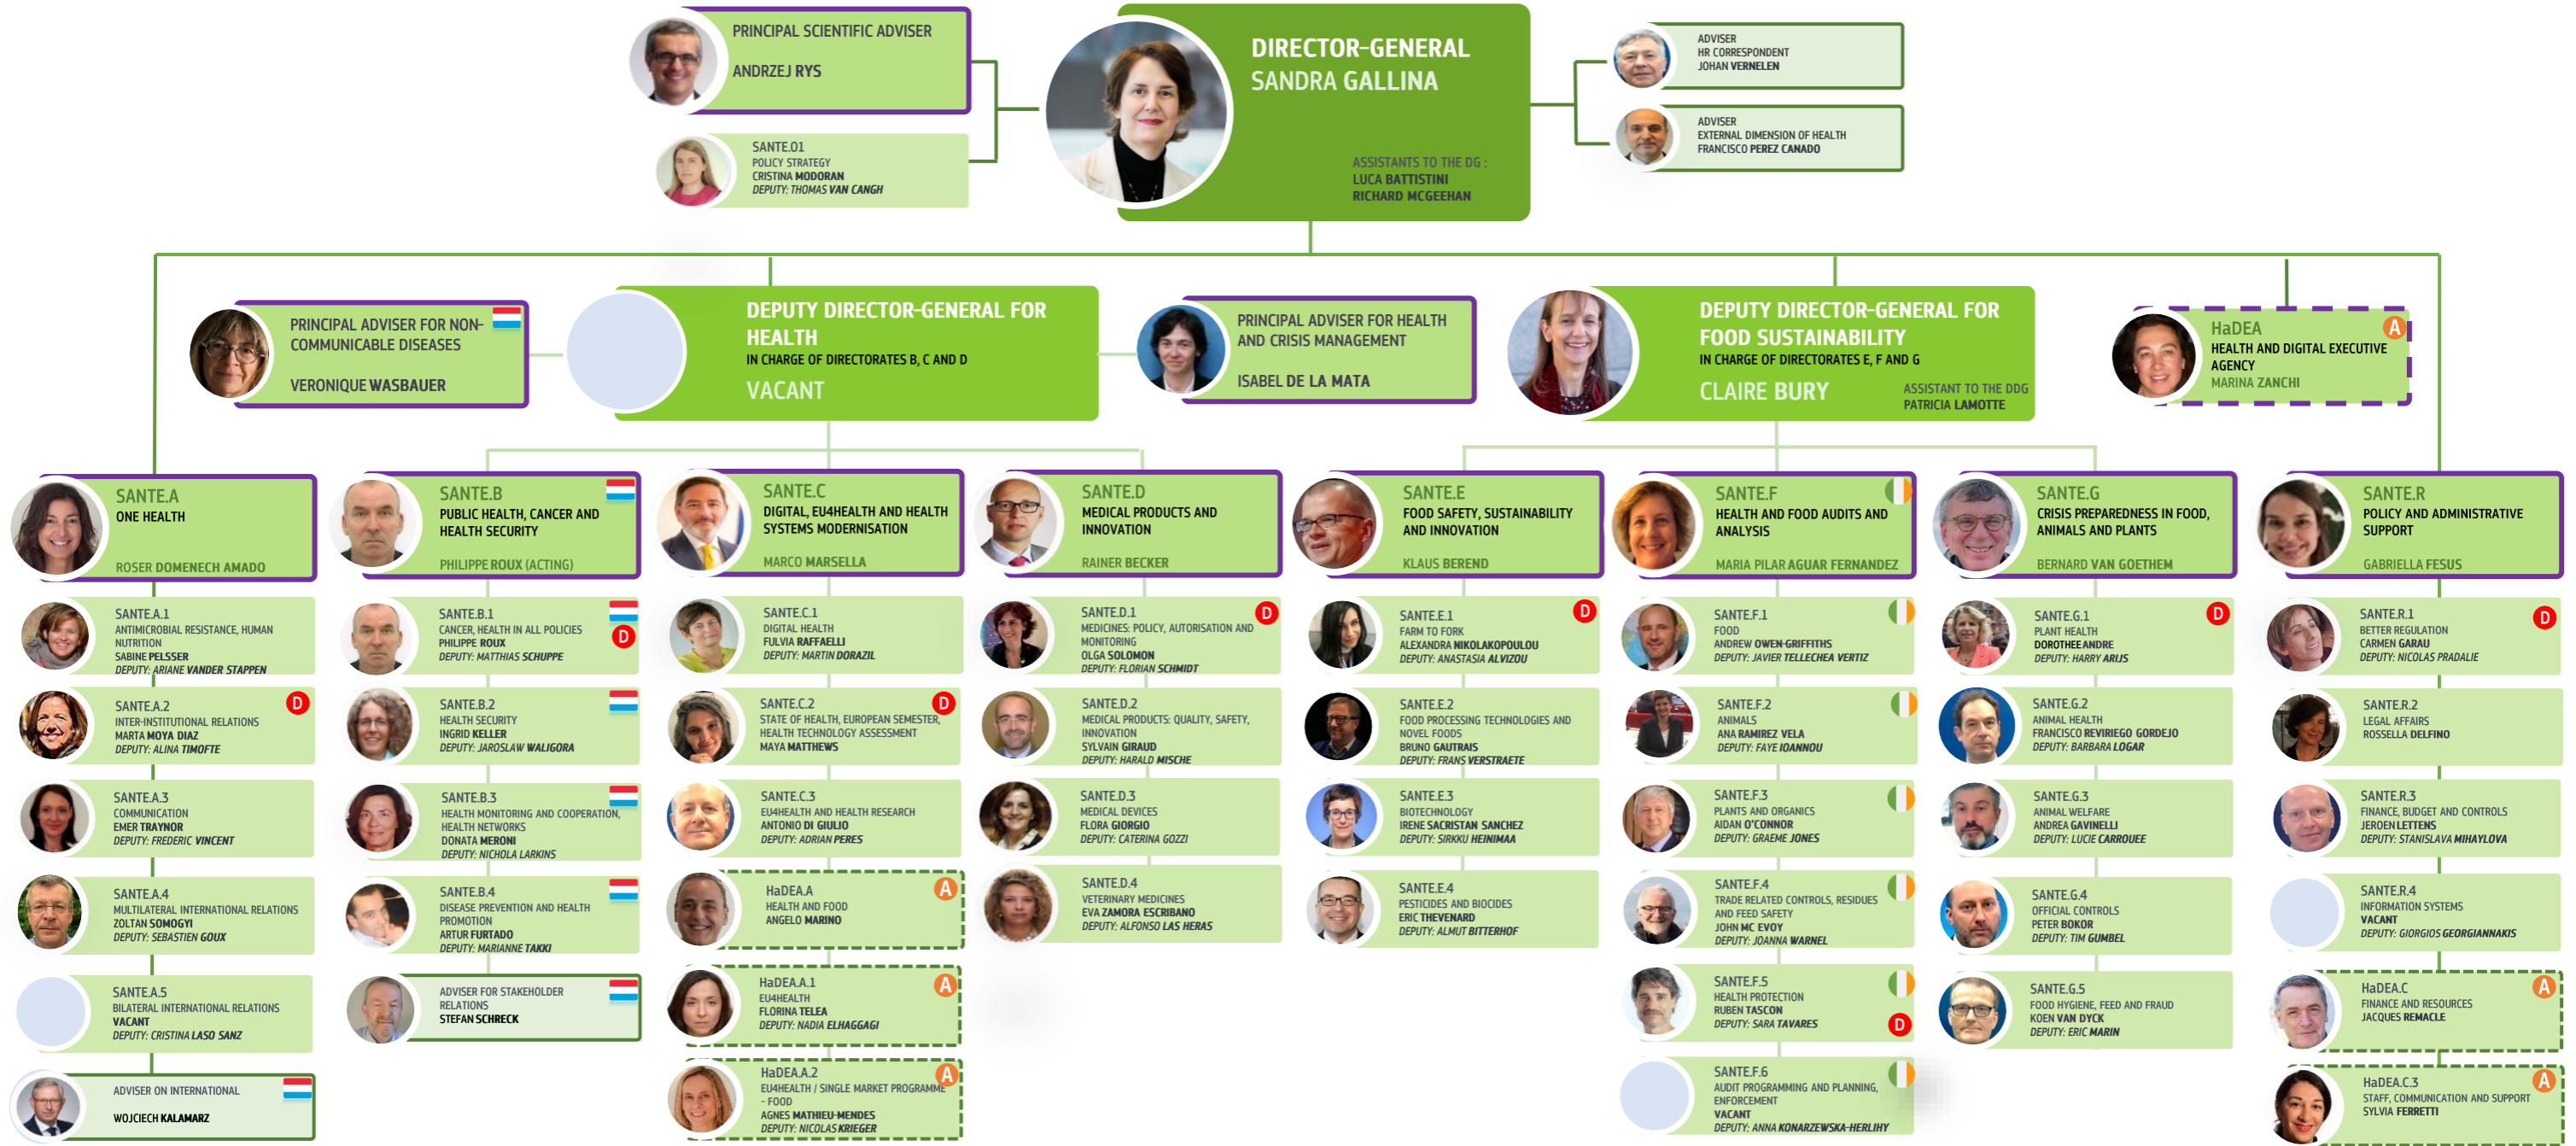 PRINCIPAL SCIENTIFIC ADVISER
ANDRZEJ RYS
SANTE.01
POLICY STRATEGY
CRISTINA MODORAN
DEPUTY: THOMAS VAN CANGH
DIRECTOR-GENERAL
SANDRA GALLINA
ASSISTANTS TO THE DG :
LUCA BATTISTINI
RICHARD MCGEEHAN
ADVISER
HR CORRESPONDENT
JOHAN VERNELEN
ADVISER
EXTERNAL DIMENSION OF HEALTH
FRANCISCO PEREZ CANADO
PRINCIPAL ADVISER FOR NON-
COMMUNICABLE DISEASES
VERONIQUE WASBAUER
DEPUTY DIRECTOR-GENERAL FOR
HEALTH
IN CHARGE OF DIRECTORATES B, C AND D
VACANT
PRINCIPAL ADVISER FOR HEALTH
AND CRISIS MANAGEMENT
ISABEL DE LA MATA
DEPUTY DIRECTOR-GENERAL FOR
FOOD SUSTAINABILITY
IN CHARGE OF DIRECTORATES E, F AND G
CLAIRE BURY
ASSISTANT TO THE DDG
PATRICIA LAMOTTE
HaDEA
A
HEALTH AND DIGITAL EXECUTIVE
AGENCY
MARINA ZANCHI
SANTE.A
ONE HEALTH
ROSER DOMENECH AMADO
SANTE.A.1
ANTIMICROBIAL RESISTANCE, HUMAN
NUTRITION
SABINE PELSSER
DEPUTY: ARIANE VANDER STAPPEN
SANTE.A.2
D
INTER-INSTITUTIONAL RELATIONS
MARTA MOYA DIAZ
DEPUTY: ALINA TIMOFTE
SANTE.A.3
COMMUNICATION
EMER TRAYNOR
DEPUTY: FREDERIC VINCENT
SANTE.A.4
MULTILATERAL INTERNATIONAL RELATIONS
ZOLTAN SOMOGYI
DEPUTY: SEBASTIEN GOUX
SANTE.A.5
BILATERAL INTERNATIONAL RELATIONS
VACANT
DEPUTY: CRISTINA LASO SANZ
ADVISER ON INTERNATIONAL
WOJCIECH KALAMARZ
SANTE.B
PUBLIC HEALTH, CANCER AND
HEALTH SECURITY
PHILIPPE ROUX (ACTING)
SANTE.B.1
CANCER, HEALTH IN ALL POLICIES
D
PHILIPPE ROUX
DEPUTY: MATTHIAS SCHUPPE
SANTE.B.2
HEALTH SECURITY
INGRID KELLER
DEPUTY: JAROSLAW WALIGORA
SANTE.B.3
HEALTH MONITORING AND COOPERATION,
HEALTH NETWORKS
DONATA MERONI
DEPUTY: NICHOLA LARKINS
SANTE.B.4
DISEASE PREVENTION AND HEALTH
PROMOTION
ARTUR FURTADO
DEPUTY: MARIANNE TAKKI
ADVISER FOR STAKEHOLDER
RELATIONS
STEFAN SCHRECK
SANTE.C
DIGITAL, EU4HEALTH AND HEALTH
SYSTEMS MODERNISATION
MARCO MARSELLA
SANTE.C.1
DIGITAL HEALTH
FULVIA RAFFAELLI
DEPUTY: MARTIN DORAZIL
SANTE.C.2
D
STATE OF HEALTH, EUROPEAN SEMESTER,
HEALTH TECHNOLOGY ASSESSMENT
MAYA MATTHEWS
SANTE.C.3
EU4HEALTH AND HEALTH RESEARCH
ANTONIO DI GIULIO
DEPUTY: ADRIAN PERES
HaDEA.A
A
HEALTH AND FOOD
ANGELO MARINO
HaDEA.A.1
A
EU4HEALTH
FLORINA TELEA
DEPUTY: NADIA ELHAGGAGI
HaDEA.A.2
A
EU4HEALTH / SINGLE MARKET PROGRAMME
- FOOD
AGNES MATHIEU-MENDES
DEPUTY: NICOLAS KRIEGER
SANTE.D
MEDICAL PRODUCTS AND
INNOVATION
RAINER BECKER
SANTE.D.1
D
MEDICINES: POLICY, AUTORISATION AND
MONITORING
OLGA SOLOMON
DEPUTY: FLORIAN SCHMIDT
SANTE.D.2
MEDICAL PRODUCTS: QUALITY, SAFETY,
INNOVATION
SYLVAIN GIRAUD
DEPUTY: HARALD MISCHE
SANTE.D.3
MEDICAL DEVICES
FLORA GIORGIO
DEPUTY: CATERINA GOZZI
SANTE.D.4
VETERINARY MEDICINES
EVA ZAMORA ESCRIBANO
DEPUTY: ALFONSO LAS HERAS
SANTE.E
FOOD SAFETY, SUSTAINABILITY
AND INNOVATION
KLAUS BEREND
SANTE.E.1
D
FARM TO FORK
ALEXANDRA NIKOLAKOPOULOU
DEPUTY: ANASTASIA ALVIZOU
SANTE.E.2
FOOD PROCESSING TECHNOLOGIES AND
NOVEL FOODS
BRUNO GAUTRAIS
DEPUTY: FRANS VERSTRAETE
SANTE.E.3
BIOTECHNOLOGY
IRENE SACRISTAN SANCHEZ
DEPUTY: SIRKKU HEINIMAA
SANTE.E.4
PESTICIDES AND BIOCIDES
ERIC THEVENARD
DEPUTY: ALMUT BITTERHOF
SANTE.F
HEALTH AND FOOD AUDITS AND
ANALYSIS
MARIA PILAR AGUAR FERNANDEZ
SANTE.F.1
FOOD
ANDREW OWEN-GRIFFITHS
DEPUTY: JAVIER TELLECHEA VERTIZ
SANTE.F.2
ANIMALS
ANA RAMIREZ VELA
DEPUTY: FAYE IOANNOU
SANTE.F.3
PLANTS AND ORGANICS
AIDAN O'CONNOR
DEPUTY: GRAEME JONES
SANTE.F.4
TRADE RELATED CONTROLS, RESIDUES
AND FEED SAFETY
JOHN MC EVOY
DEPUTY: JOANNA WARNEL
SANTE.F.5
HEALTH PROTECTION
RUBEN TASCON
DEPUTY: SARA TAVARES
D
SANTE.F.6
AUDIT PROGRAMMING AND PLANNING,
ENFORCEMENT
VACANT
DEPUTY: ANNA KONARZEWSKA-HERLIHY
SANTE.G
CRISIS PREPAREDNESS IN FOOD,
ANIMALS AND PLANTS
BERNARD VAN GOETHEM
SANTE.G.1
D
PLANT HEALTH
DOROTHEE ANDRE
DEPUTY: HARRY ARIJS
SANTE.G.2
ANIMAL HEALTH
FRANCISCO REVIRIEGO GORDEJO
DEPUTY: BARBARA LOGAR
SANTE.G.3
ANIMAL WELFARE
ANDREA GAVINELLI
DEPUTY: LUCIE CARROUEE
SANTE.G.4
OFFICIAL CONTROLS
PETER BOKOR
DEPUTY: TIM GUMBEL
SANTE.G.5
FOOD HYGIENE, FEED AND FRAUD
KOEN VAN DYCK
DEPUTY: ERIC MARIN
SANTE.R
POLICY AND ADMINISTRATIVE
SUPPORT
GABRIELLA FESUS
SANTE.R.1
D
BETTER REGULATION
CARMEN GARAU
DEPUTY: NICOLAS PRADALIE
SANTE.R.2
LEGAL AFFAIRS
ROSSELLA DELFINO
SANTE.R.3
FINANCE, BUDGET AND CONTROLS
JEROEN LETTENS
DEPUTY: STANISLAVA MIHAYLOVA
SANTE.R.4
INFORMATION SYSTEMS
VACANT
DEPUTY: GIORGIOS GEORGIANNAKIS
HaDEA.C
A
FINANCE AND RESOURCES
JACQUES REMACLE
HaDEA.C.3
A
STAFF, COMMUNICATION AND SUPPORT
SYLVIA FERRETTI